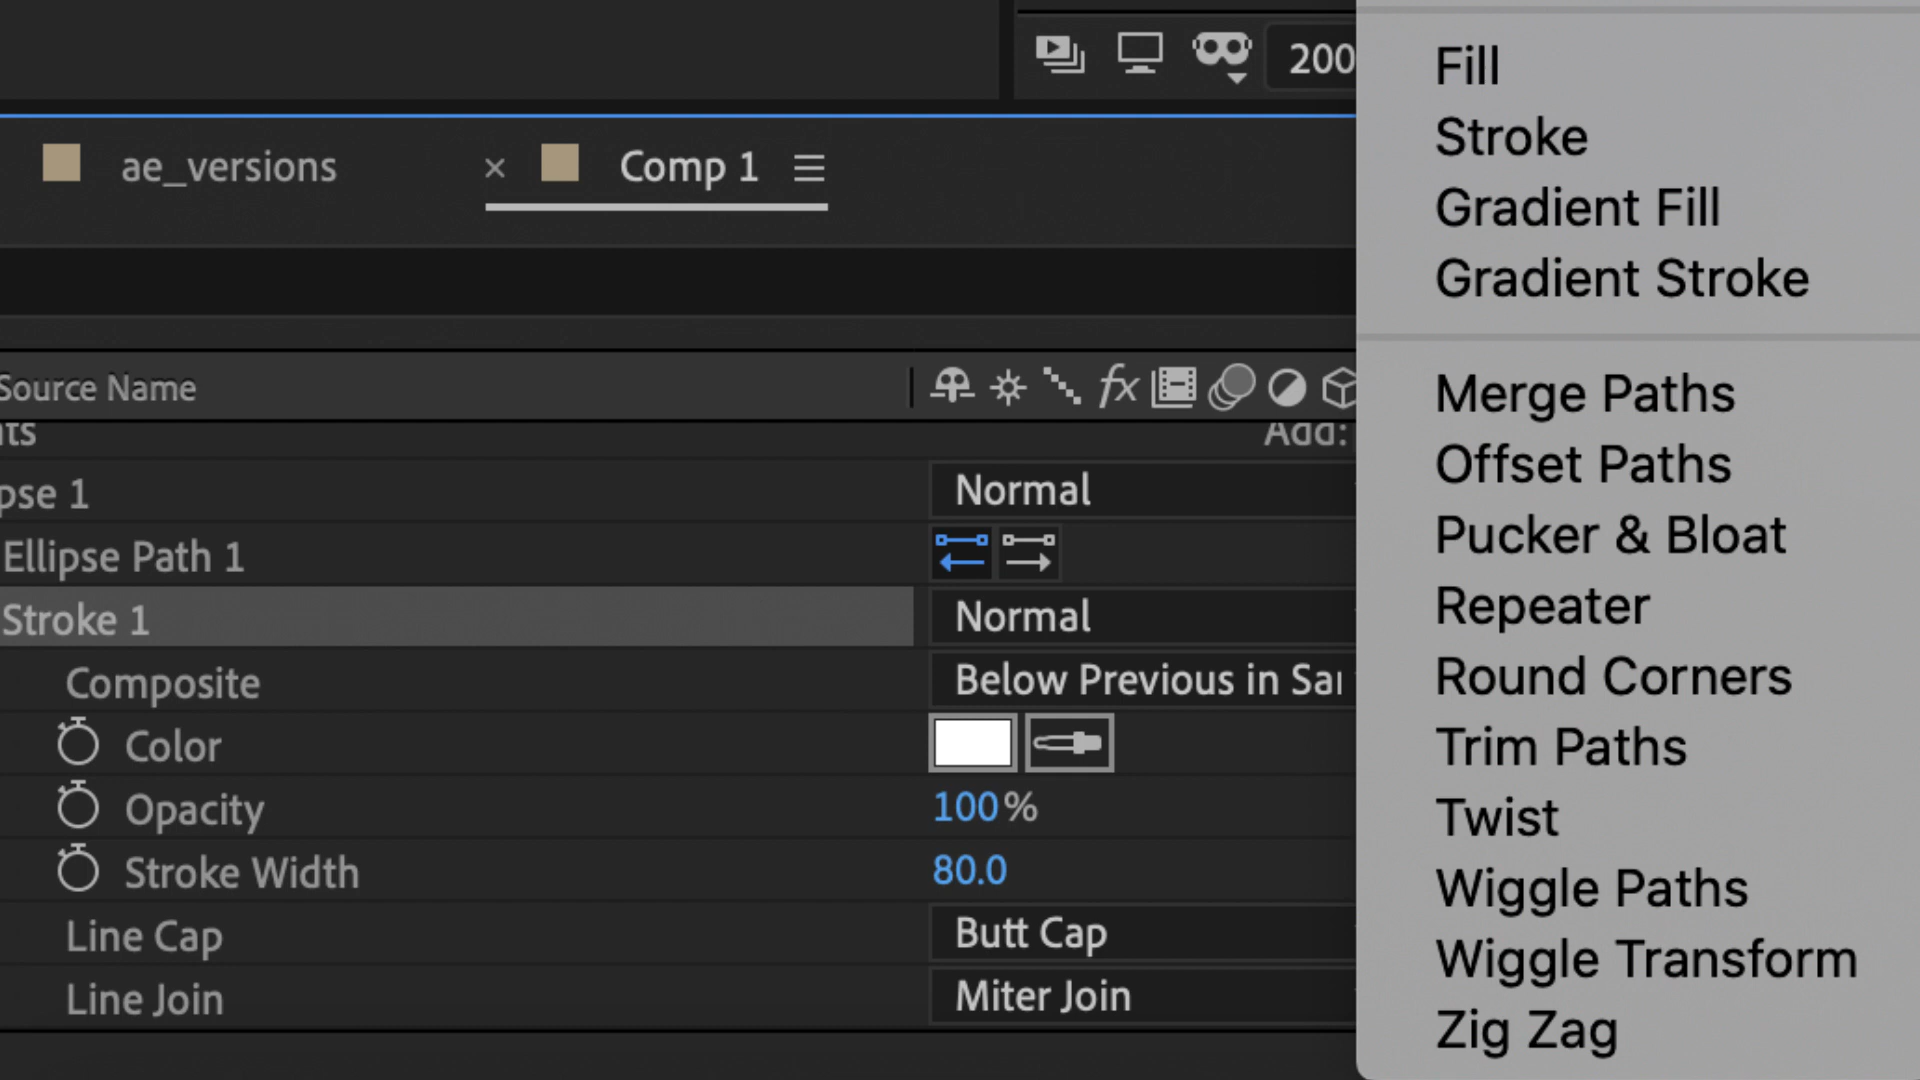 200
ae_versions
× Comp 1
Source Name
fx
Add:
1
Normal
Ellipse Path 1
Stroke 1
Normal
Composite
Below Previous in
Color
Opacity
100%
Stroke Width
80.0
Line Cap
Butt Cap
Line Join
Miter Join
Fill
Stroke
Gradient Fill
Gradient Stroke
Merge Paths
Offset Paths
Pucker & Bloat
Repeater
Round Corners
Trim Paths
Twist
Wiggle Paths
Wiggle Transform
Zig Zag